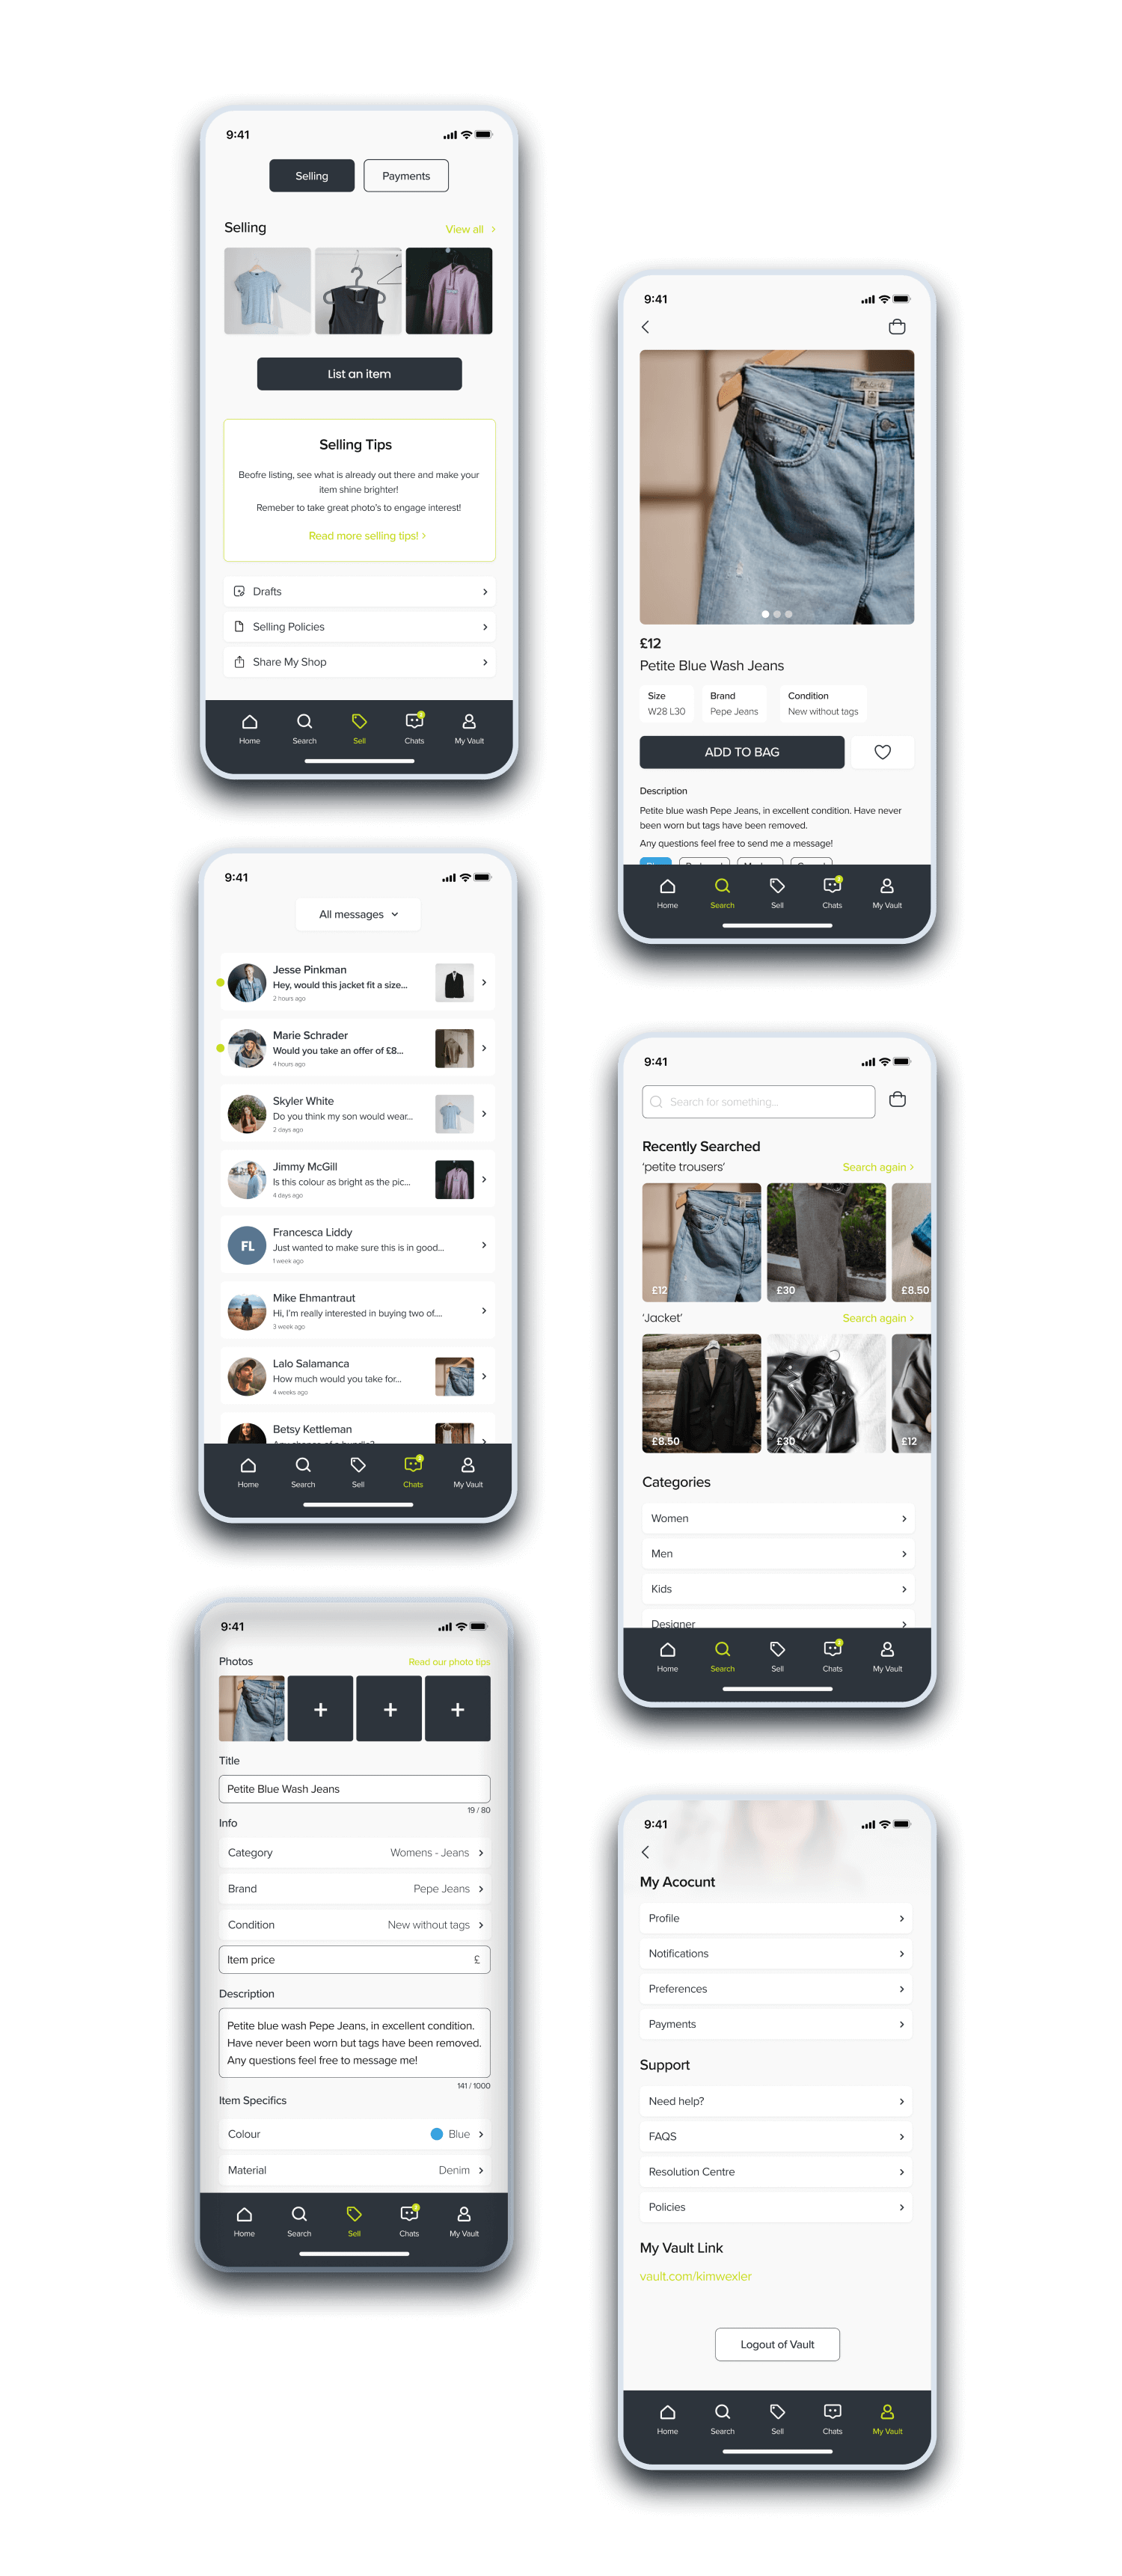 9:41
Selling
Payments
Selling
View all
List an item
Selling Tips
Beofre listing, see what is already out there and make your
item shine brighter!
Remeber to take great photo's to engage interest!
Read more selling tips!
Drafts
Selling Policies
Share My Shop
Home
Search
Sell
Chats
My Vault
9:41
£12
Petite Blue Wash Jeans
Size
W28 L30
Brand
Pepe Jeans
Condition
New without tags
ADD TO BAG
Description
Petite blue wash Pepe Jeans, in excellent condition. Have never
been worn but tags have been removed.
Any questions feel free to send me a message!
Home
Search
Sell
Chats
My Vault
9:41
All messages
Jesse Pinkman
Hey, would this jacket fit a size...
2 hours ago
Marie Schrader
Would you take an offer of £8...
4 hours ago
Skyler White
Do you think my son would wear...
2 days ago
Jimmy McGill
Is this colour as bright as the pic...
4 days ago
FL
Francesca Liddy
Just wanted to make sure this is in good...
1 week ago
Mike Ehmantraut
Hi, I'm really interested in buying two of....
3 week ago
Lalo Salamanca
How much would you take for...
4 weeks ago
Betsy Kettleman
Any chance of a bundle?
Home
Search
Sell
Chats
My Vault
9:41
Search for something...
Recently Searched
'petite trousers'
Search again
£12
£30
£8.50
'Jacket'
Search again
£8.50
£30
£12
Categories
Women
Men
Kids
Designer
Home
Search
Sell
Chats
My Vault
9:41
Photos
Read our photo tips
Title
Petite Blue Wash Jeans
19 / 80
Info
Category
Womens - Jeans
Brand
Pepe Jeans
Condition
New without tags
Item price
£
Description
Petite blue wash Pepe Jeans, in excellent condition.
Have never been worn but tags have been removed.
Any questions feel free to message me!
141 / 1000
Item Specifics
Colour
Blue
Material
Denim
Home
Search
Sell
Chats
My Vault
9:41
My Acocunt
Profile
Notifications
Preferences
Payments
Support
Need help?
FAQS
Resolution Centre
Policies
My Vault Link
vault.com/kimwexler
Logout of Vault
Home
Search
Sell
Chats
My Vault